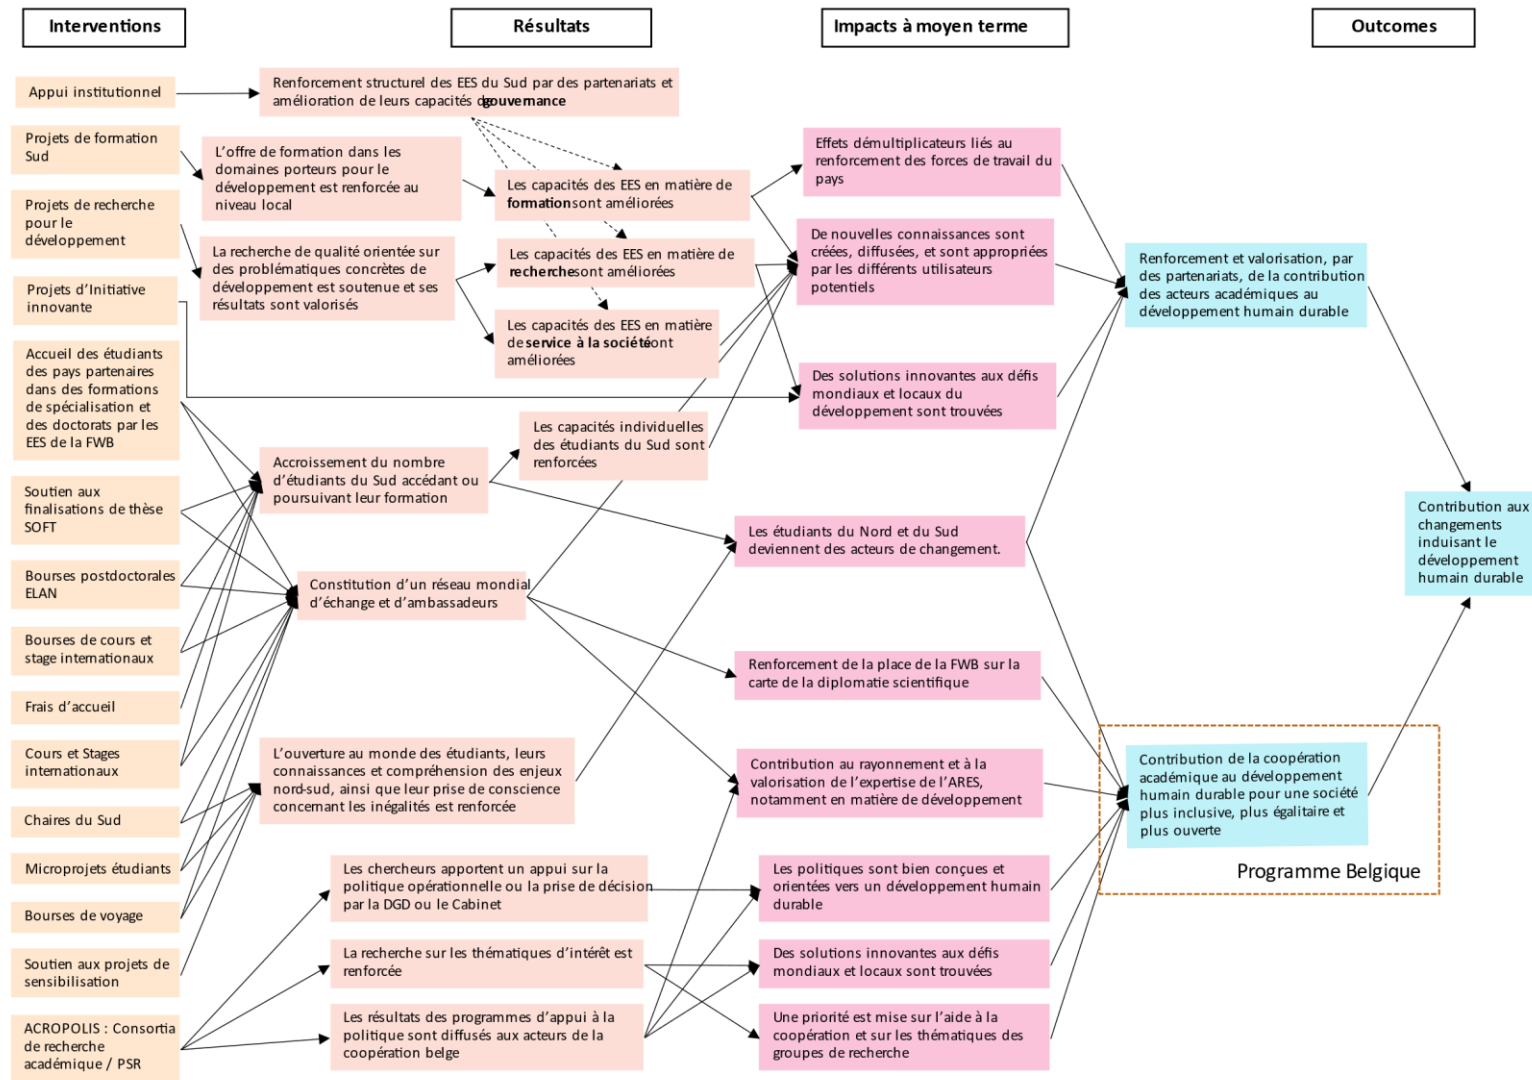 Interventions
Résultats
Impacts à moyen terme
Outcomes
Appui institutionnel
Projets de formation
Sud
Projets de recherche
pour le
développement
Projets d’Initiative
innovante
Accueil des étudiants
des pays partenaires
dans des formations
de spécialisation et
des doctorats par les
EES de la FWB
Soutien aux
finalisations de thèse
SOFT
Bourses postdoctorales
ELAN
Bourses de cours et
stage internationaux
Frais d’accueil
Cours et Stages
internationaux
Chaires du Sud
Microprojets étudiants
Bourses de voyage
Soutien aux projets de
sensibilisation
ACROPOLIS : Consortia
de recherche
académique / PSR
Renforcement structurel des EES du Sud par des partenariats et
amélioration de leurs capacités de gouvernance
L’offre de formation dans les
domaines porteurs pour le
développement est renforcée au
niveau local
La recherche de qualité orientée sur
des problématiques concrètes de
développement est soutenue et ses
résultats sont valorisés
Les capacités des EES en matière de
formation sont améliorées
Les capacités des EES en matière de
recherche sont améliorées
Les capacités des EES en matière
de service à la société sont
améliorées
Les capacités individuelles
des étudiants du Sud sont
renforcées
Accroissement du nombre
d’étudiants du Sud accédant ou
poursuivant leur formation
Constitution d’un réseau mondial
d’échange et d’ambassadeurs
L’ouverture au monde des étudiants, leurs
connaissances et compréhension des enjeux
nord-sud, ainsi que leur prise de conscience
concernant les inégalités est renforcée
Les chercheurs apportent un appui sur la
politique opérationnelle ou la prise de décision
par la DGD ou le Cabinet
La recherche sur les thématiques d’intérêt est
renforcée
Les résultats des programmes d’appui à la
politique sont diffusés aux acteurs de la
coopération belge
Effets démultiplicateurs liés au
renforcement des forces de travail du
pays
De nouvelles connaissances sont
créées, diffusées, et sont appropriées
par les différents utilisateurs
potentiels
Des solutions innovantes aux défis
mondiaux et locaux du
développement sont trouvées
Les étudiants du Nord et du Sud
deviennent des acteurs de changement.
Renforcement de la place de la FWB sur la
carte de la diplomatie scientifique
Contribution au rayonnement et à la
valorisation de l’expertise de l’ARES,
notamment en matière de développement
Les politiques sont bien conçues et
orientées vers un développement humain
durable
Des solutions innovantes aux défis
mondiaux et locaux sont trouvées
Une priorité est mise sur l’aide à la
coopération et sur les thématiques des
groupes de recherche
Renforcement et valorisation, par
des partenariats, de la contribution
des acteurs académiques au
développement humain durable
Contribution de la coopération
académique au développement
humain durable pour une société
plus inclusive, plus égalitaire et
plus ouverte
Programme Belgique
Contribution aux
changements
induisant le
développement
humain durable